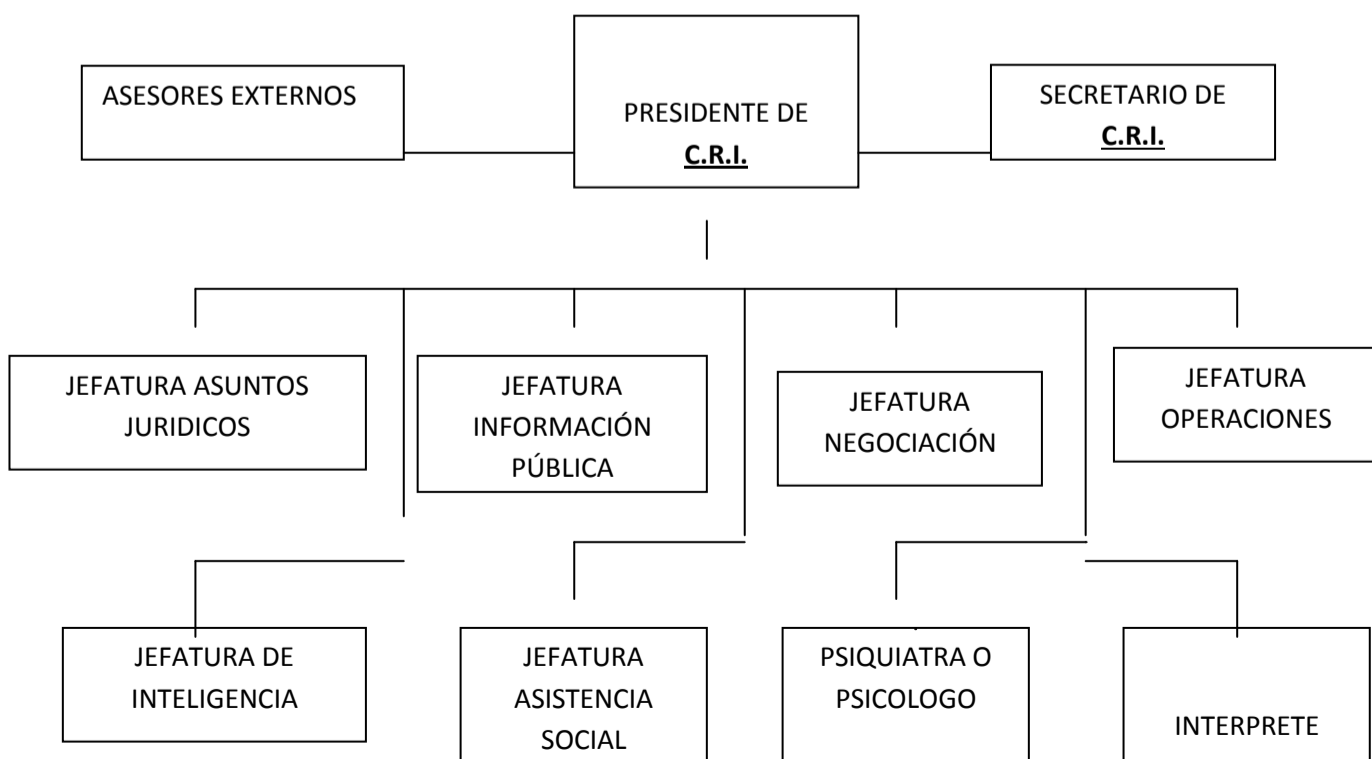 ASESORES EXTERNOS
PRESIDENTE DE
C.R.I.
SECRETARIO DE
C.R.I.
JEFATURA ASUNTOS
JURIDICOS
JEFATURA
INFORMACIÓN
PÚBLICA
JEFATURA
NEGOCIACIÓN
JEFATURA
OPERACIONES
JEFATURA DE
INTELIGENCIA
JEFATURA
ASISTENCIA
SOCIAL
PSIQUIATRA O
PSICOLOGO
INTERPRETE